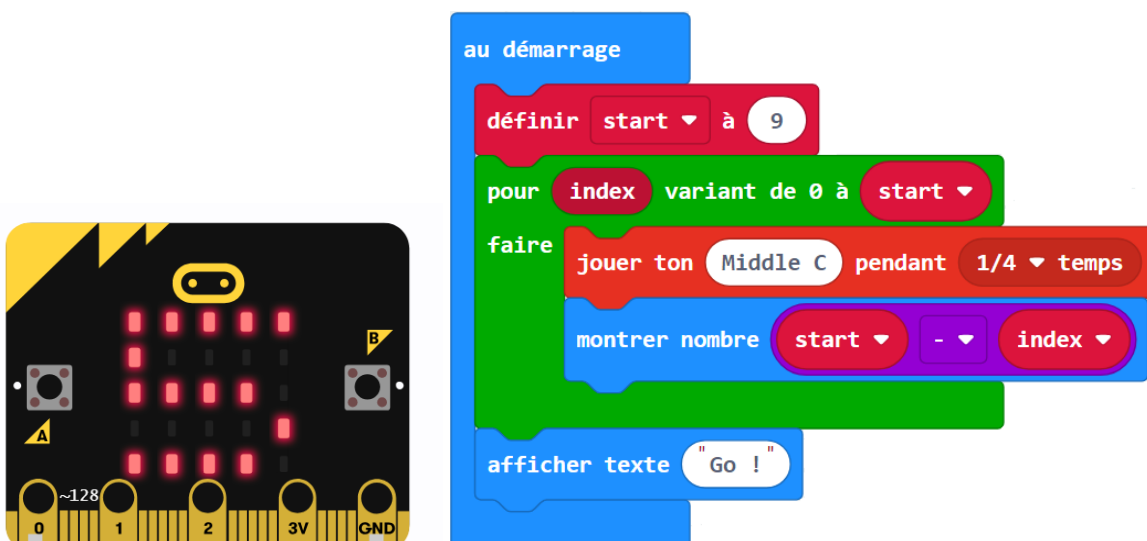 au démarrage
définir start à 9
pour index variant de 0 à start
faire
jouer ton Middle C pendant 1/4 temps
montrer nombre start - index
afficher texte "Go !"
B
A
~128
0 1 2 3V GND